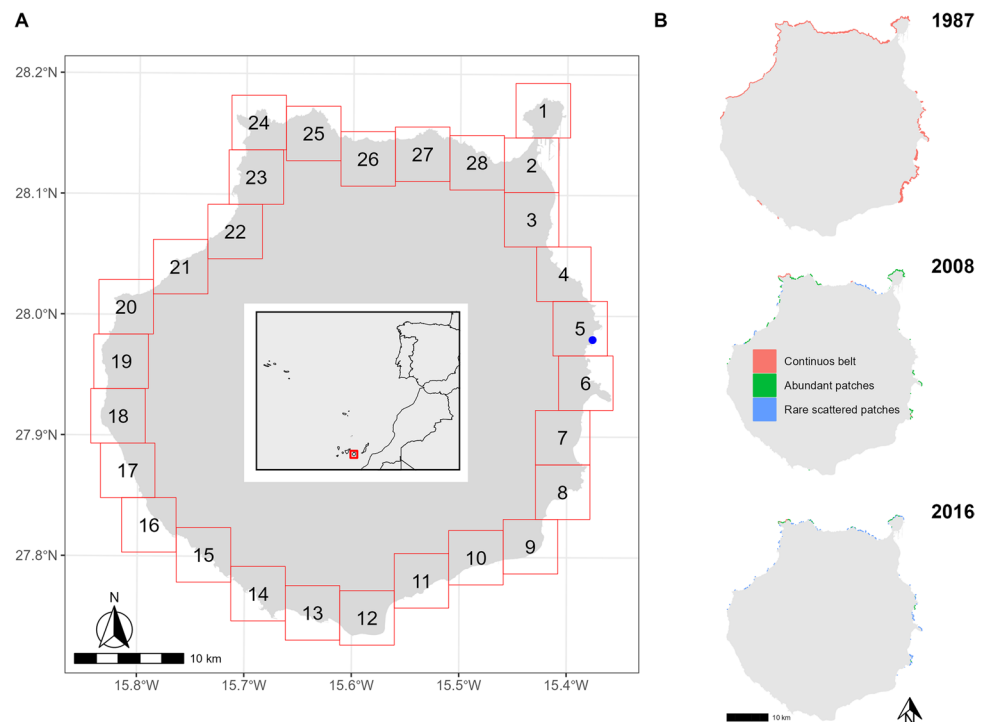 A
B
1987
28.2°N
28.1°N
28.0°N
27.9°N
27.8°N
24
25
26
27
28
1
2
3
4
5
6
7
8
9
10
11
12
13
14
15
16
17
18
19
20
21
22
23
N
10 km
15.8°W
15.7°W
15.6°W
15.5°W
15.4°W
2008
Continuos belt
Abundant patches
Rare scattered patches
2016
10 km
N